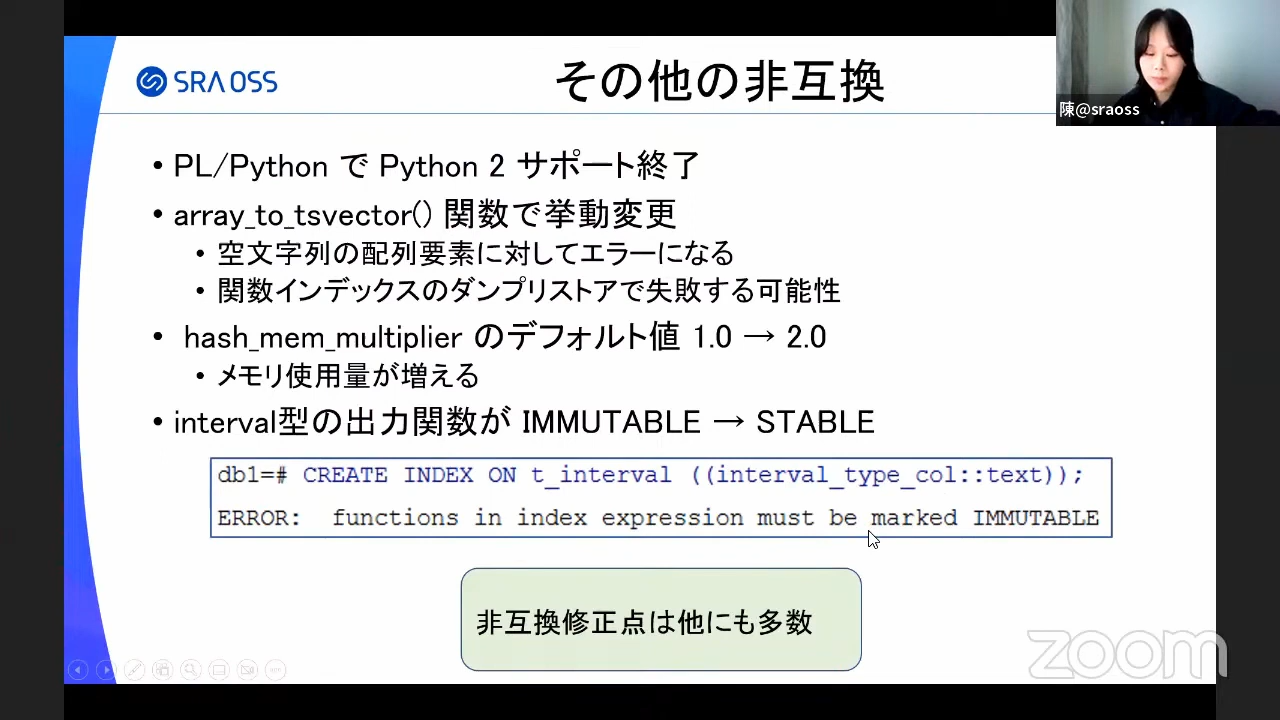 SRA OSS
その他の非互換
陳@sraoss
• PL/Python で Python 2 サポート終了
• array_to_tsvector() 関数で挙動変更
• 空文字列の配列要素に対してエラーになる
• 関数インデックスのダンプリストアで失敗する可能性
• hash_mem_multiplier のデフォルト値 1.0 → 2.0
• メモリ使用量が増える
• interval型の出力関数が IMMUTABLE → STABLE
db1=# CREATE INDEX ON t_interval ((interval_type_col::text));
ERROR: functions in index expression must be marked IMMUTABLE
非互換修正点は他にも多数
zoom